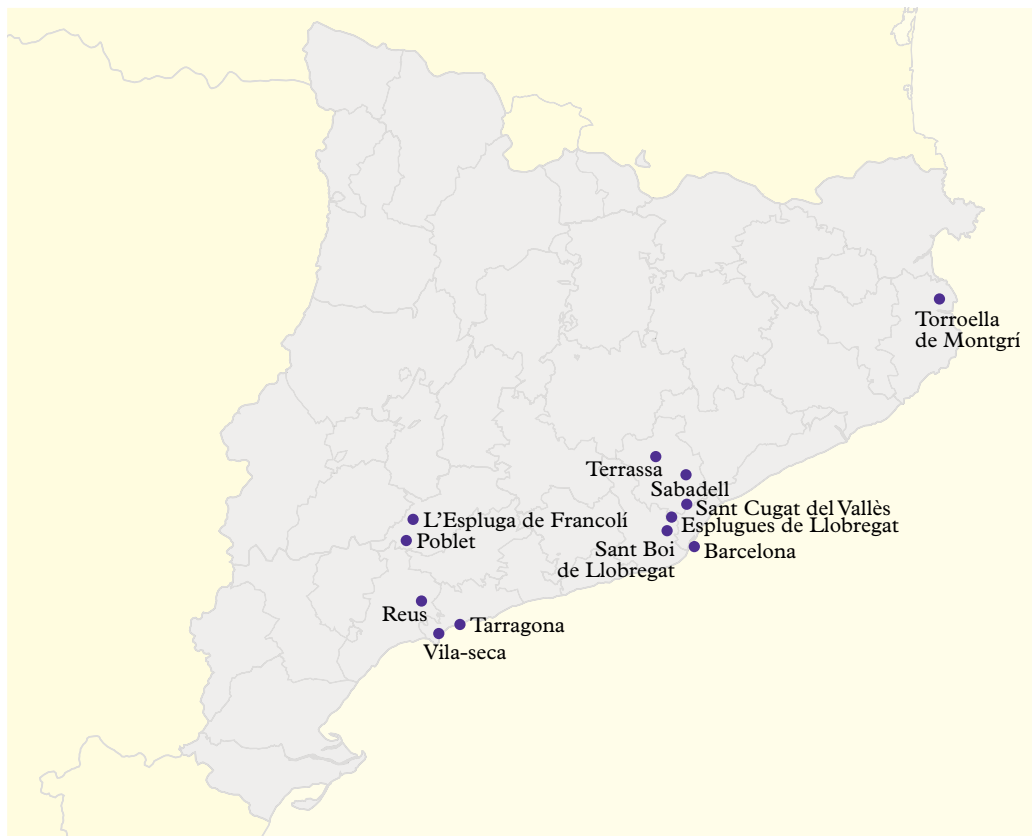 Torroella
de Montgrí
Terrassa
Sabadell
Sant Cugat del Vallès
L’Espluga de Francolí
Esplugues de Llobregat
Poblet
Sant Boi
de Llobregat
Barcelona
Reus
Tarragona
Vila-seca